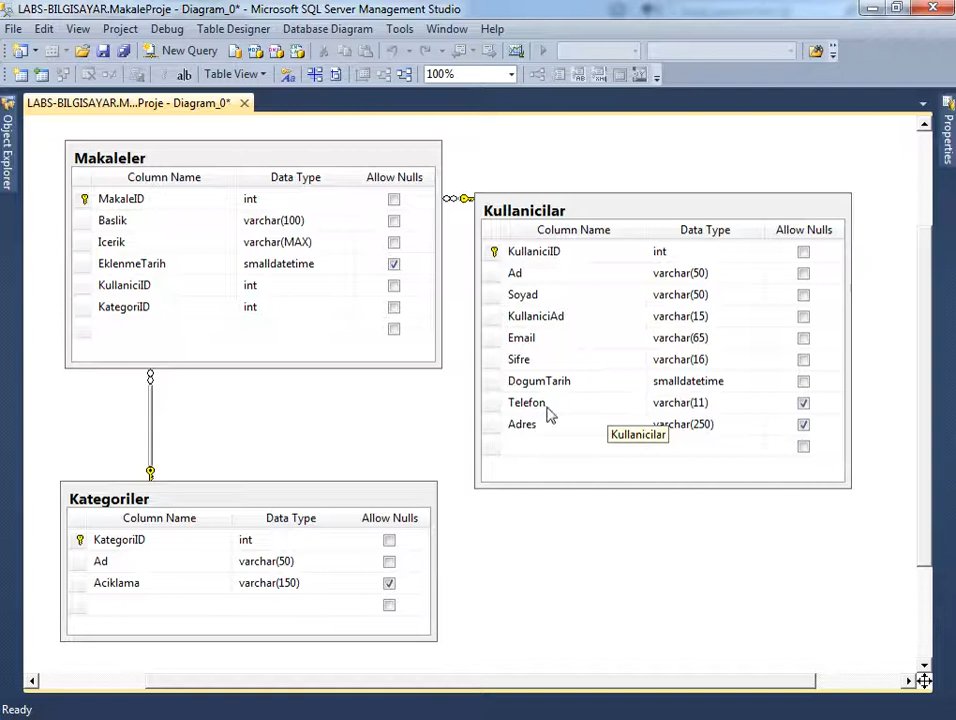 LABS-BILGISAYAR.MakaleProje - Diagram_0* - Microsoft SQL Server Management Studio
File Edit View Project Debug Table Designer Database Diagram Tools Window Help
New Query
ab Table View 100%
LABS-BILGISAYAR.M...Proje - Diagram_0*
Object Explorer
Properties
Makaleler
Column Name Data Type Allow Nulls
MakaleID int
Baslik varchar(100)
Icerik varchar(MAX)
EklenmeTarih smalldatetime
KullaniciID int
KategoriID int
Kullanicilar
Column Name Data Type Allow Nulls
KullaniciID int
Ad varchar(50)
Soyad varchar(50)
KullaniciAd varchar(15)
Email varchar(65)
Sifre varchar(16)
DogumTarih smalldatetime
Telefon varchar(11)
Adres varchar(250)
Kullanicilar
Kategoriler
Column Name Data Type Allow Nulls
KategoriID int
Ad varchar(50)
Aciklama varchar(150)
Ready